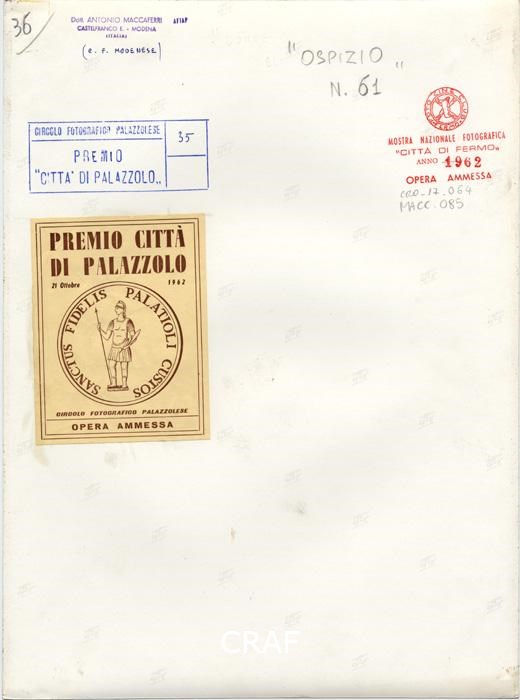 36/
Dott. ANTONIO MACCAFERRI AFIAP
CASTELFRANCO E. - MODENA
(ITALIA)
(C. F. MODENESE)
"OSPIZIO"
N. 61
MOSTRA NAZIONALE FOTOGRAFICA
"CITTÀ DI FERMO"
ANNO 1962
OPERA AMMESSA
CRO_17_064
MACC_085
CIRCOLO FOTOGRAFICO PALAZZOLESE
35
PREMIO
"CITTA' DI PALAZZOLO"
PREMIO CITTÀ
DI PALAZZOLO
21 Ottobre 1962
SANCTUS FIDELIS PALATIOLI CUSTOS
CIRCOLO FOTOGRAFICO PALAZZOLESE
OPERA AMMESSA
CRAF